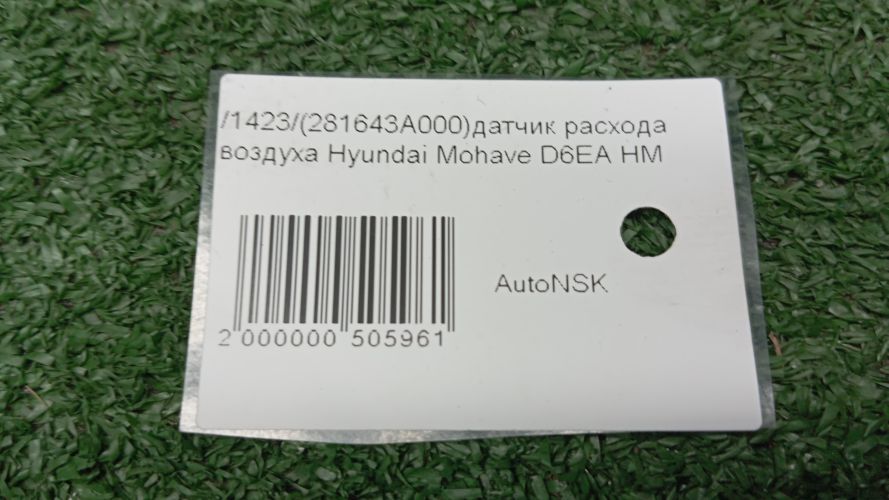 /1423/(281643A000)датчик расхода
воздуха Hyundai Mohave D6EA HM
AutoNSK
2 000000 505961